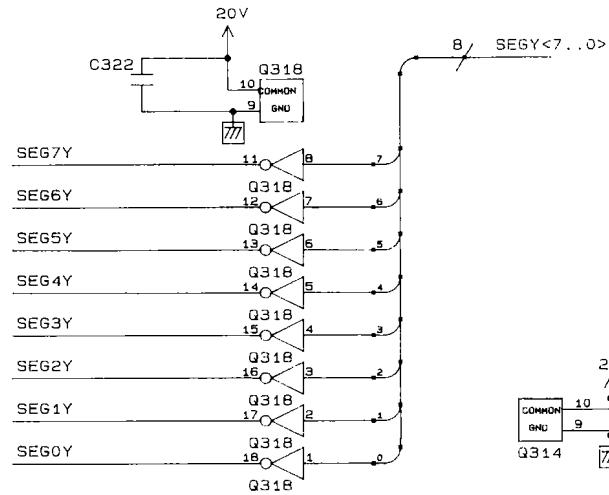 20V
8 SEGY<7..0>
C322
Q318
10 COMMON
9 GND
SEG7Y 11 8 7
Q318
SEG6Y 12 7 6
Q318
SEG5Y 13 6 5
Q318
SEG4Y 14 5 4
Q318
SEG3Y 15 4 3
Q318
SEG2Y 16 3 2
Q318
SEG1Y 17 2 1
Q318
SEG0Y 18 1 0
Q318
2
COMMON 10
GND 9
Q314